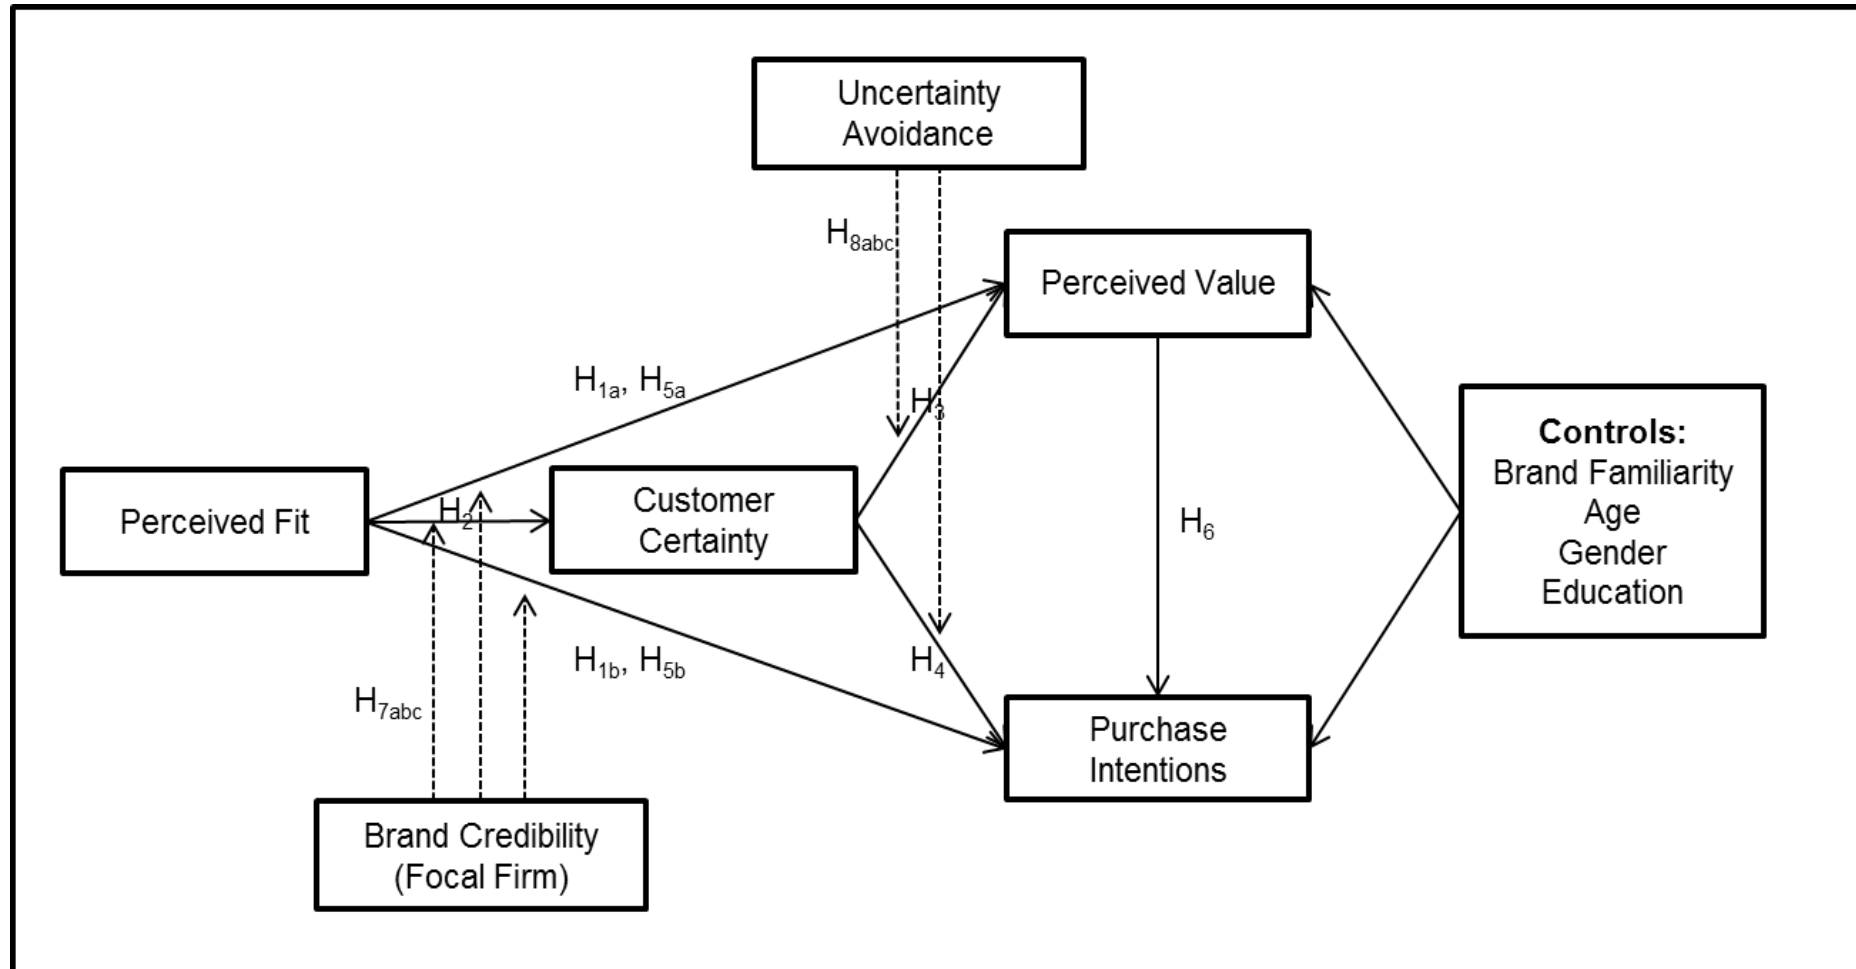 Uncertainty
Avoidance
H8abc
Perceived Value
H1a, H5a
H3
Controls:
Brand Familiarity
Age
Gender
Education
Perceived Fit
H2
Customer
Certainty
H6
H1b, H5b
H4
H7abc
Purchase
Intentions
Brand Credibility
(Focal Firm)